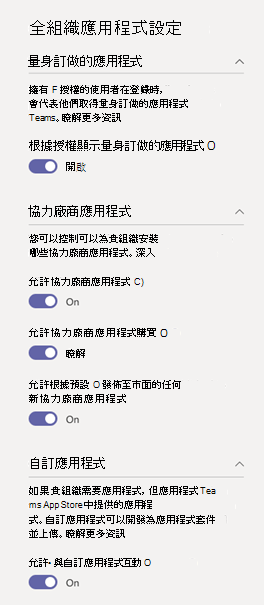 全組織應用程式設定
量身訂做的應用程式
擁有 F 授權的使用者在登錄時,
會代表他們取得量身訂做的應用程式
Teams。瞭解更多資訊
根據授權顯示量身訂做的應用程式 O
開啟
協力廠商應用程式
您可以控制可以為貪組織安裝
哪些協力廠商應用程式。深入
允許協力廠商應用程式 C)
On
允許協力廠商應用程式購買 O
瞭解
允許根據預設 O 發佈至市面的任何
新協力廠商應用程式
On
自訂應用程式
如果貪組織需要應用程式, 但應用程式 Tea
ms App Store中提供的應用程
式。自訂應用程式可以開發為應用程式套件
並上傳。瞭解更多資訊
允許- 與自訂應用程式互動 O
On